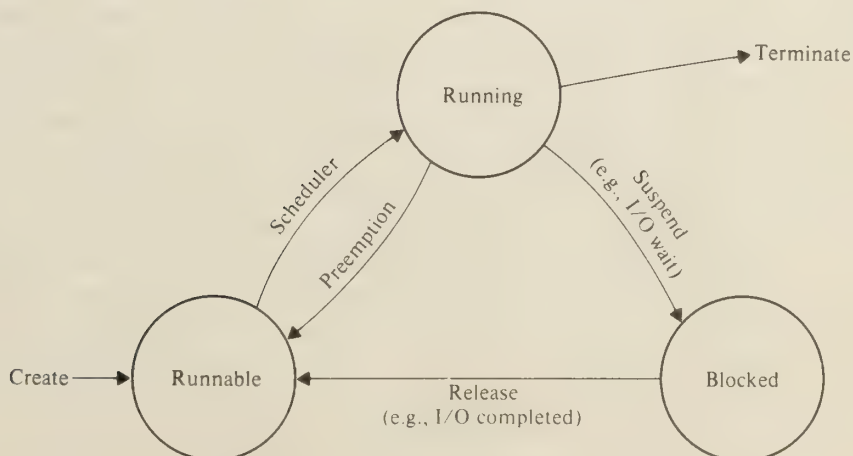 Running
Terminate
Scheduler
Preemption
Suspend
(e.g., I/O wait)
Create
Runnable
Release
(e.g., I/O completed)
Blocked